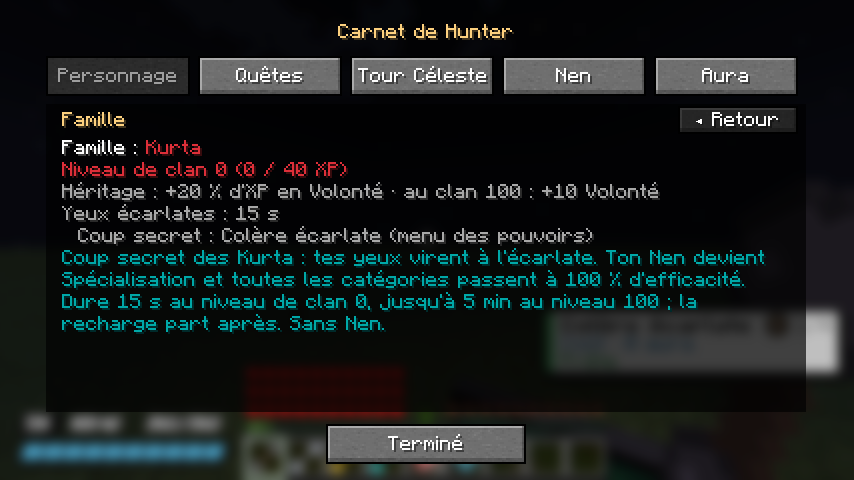 Carnet de Hunter
Personnage
Quêtes
Tour Céleste
Nen
Aura
Famille
◂ Retour
Famille : Kurta
Niveau de clan 0 (0 / 40 XP)
Héritage : +20 % d'XP en Volonté · au clan 100 : +10 Volonté
Yeux écarlates : 15 s
Coup secret : Colère écarlate (menu des pouvoirs)
Coup secret des Kurta : tes yeux virent à l'écarlate. Ton Nen devient
Spécialisation et toutes les catégories passent à 100 % d'efficacité.
Dure 15 s au niveau de clan 0, jusqu'à 5 min au niveau 100 ; la
recharge part après. Sans Nen.
Terminé